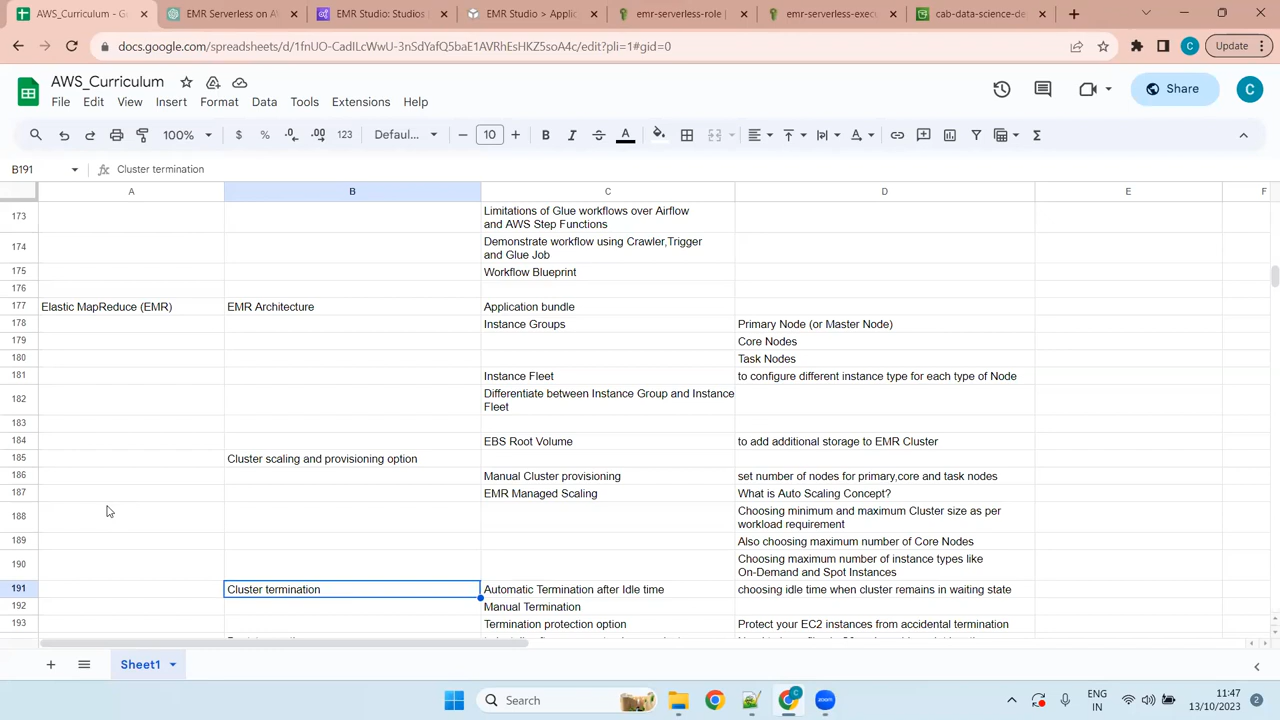 AWS_Curriculum - Go
EMR Serverless on AW
EMR Studio: Studios
EMR Studio > Applic
emr-serverless-role
emr-serverless-exec
cab-data-science-de
docs.google.com/spreadsheets/d/1fnUO-CadILcWwU-3nSdYafQ5baE1AVRhEsHKZ5soA4c/edit?pli=1#gid=0
C
Update
AWS_Curriculum
File Edit View Insert Format Data Tools Extensions Help
Share
C
100% $ % .0 .00 123 Defaul... 10 B I S A
B191 fx Cluster termination
A B C D E F
173 Limitations of Glue workflows over Airflow
and AWS Step Functions
174 Demonstrate workflow using Crawler,Trigger
and Glue Job
175 Workflow Blueprint
176
177 Elastic MapReduce (EMR) EMR Architecture Application bundle
178 Instance Groups Primary Node (or Master Node)
179 Core Nodes
180 Task Nodes
181 Instance Fleet to configure different instance type for each type of Node
182 Differentiate between Instance Group and Instance
Fleet
183
184 EBS Root Volume to add additional storage to EMR Cluster
185 Cluster scaling and provisioning option
186 Manual Cluster provisioning set number of nodes for primary,core and task nodes
187 EMR Managed Scaling What is Auto Scaling Concept?
188 Choosing minimum and maximum Cluster size as per
workload requirement
189 Also choosing maximum number of Core Nodes
190 Choosing maximum number of instance types like
On-Demand and Spot Instances
191 Cluster termination Automatic Termination after Idle time choosing idle time when cluster remains in waiting state
192 Manual Termination
193 Termination protection option Protect your EC2 instances from accidental termination
Sheet1
Search
zoom
ENG
IN
11:47
13/10/2023
2